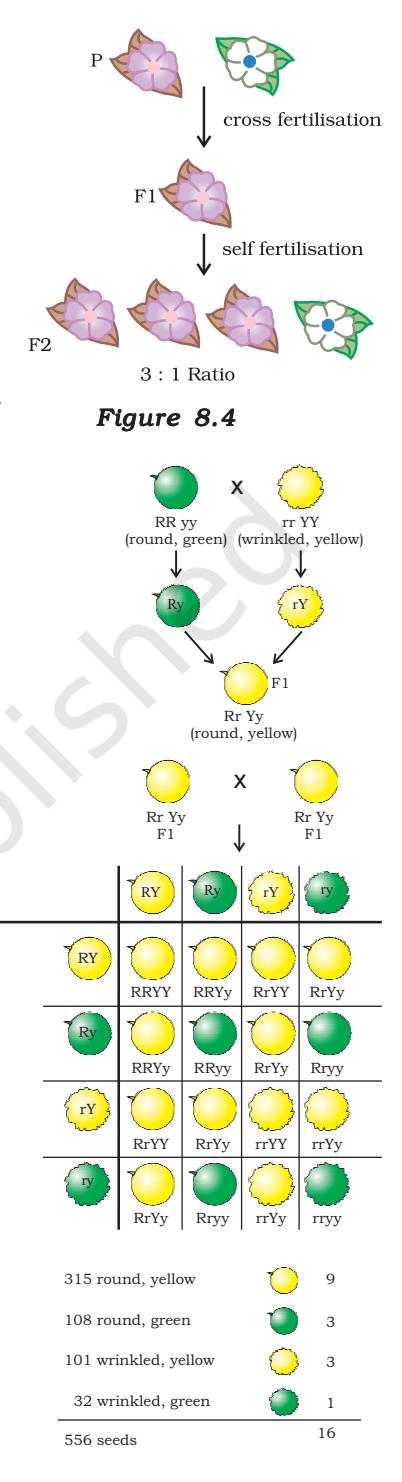 P
cross fertilisation
F1
self fertilisation
F2
3 : 1 Ratio
Figure 8.4
x
RR yy rr YY
(round, green) (wrinkled, yellow)
Ry rY
F1
Rr Yy
(round, yellow)
x
Rr Yy Rr Yy
F1 F1
RY Ry rY ry
RY
RRYY RRYy RrYY RrYy
Ry
RRYy RRyy RrYy Rryy
rY
RrYY RrYy rrYY rrYy
ry
RrYy Rryy rrYy rryy
315 round, yellow 9
108 round, green 3
101 wrinkled, yellow 3
32 wrinkled, green 1
556 seeds 16
blished